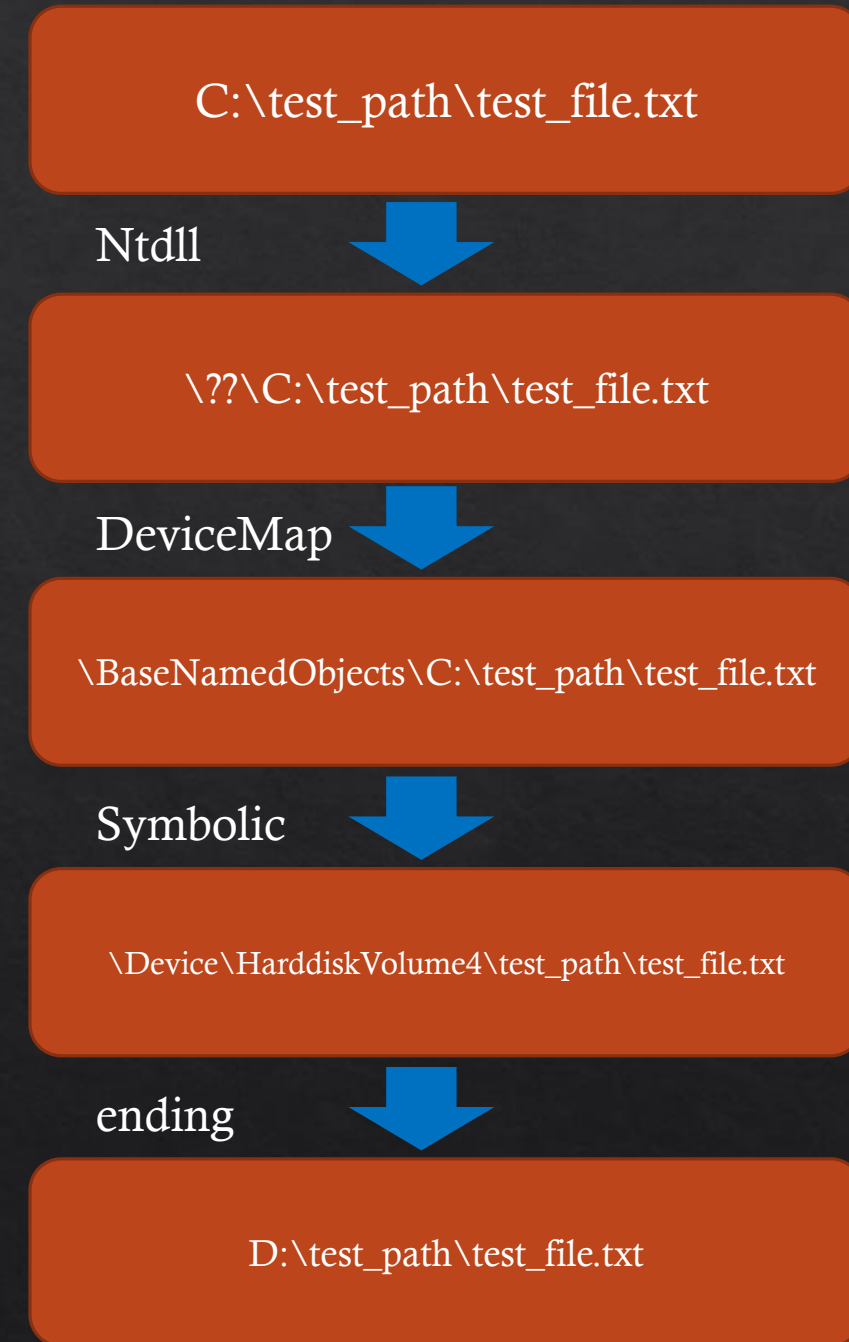 C:\test_path\test_file.txt
Ntdll
\??\C:\test_path\test_file.txt
DeviceMap
\BaseNamedObjects\C:\test_path\test_file.txt
Symbolic
\Device\HarddiskVolume4\test_path\test_file.txt
ending
D:\test_path\test_file.txt